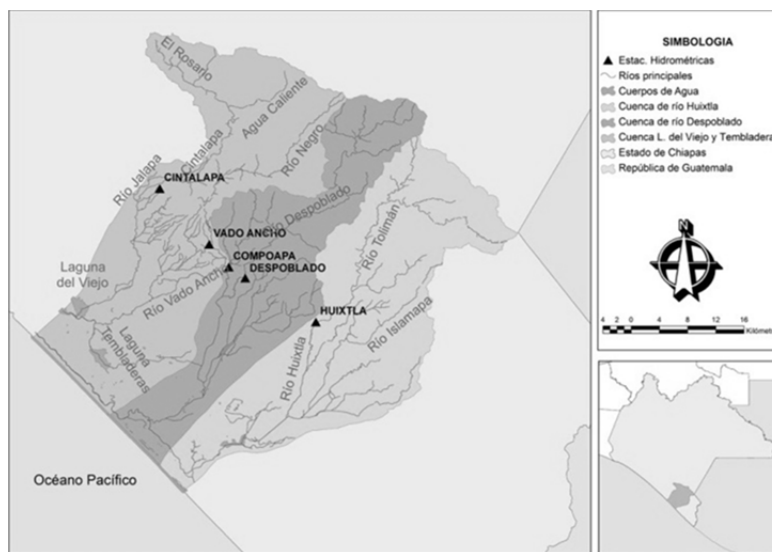 El Rosario
Agua Caliente
Cintalapa
Río Negro
Río Jalapa
CINTALAPA
Río Despoblado
VADO ANCHO
Río Tolimán
COMPOAPA
DESPOBLADO
Laguna
del Viejo
Río Vado Ancho
HUIXTLA
Laguna
Tembladeras
Río Islamapa
Río Huixtla
Océano Pacífico
SIMBOLOGIA
Estac. Hidrométricas
Ríos principales
Cuerpos de Agua
Cuenca de río Huixtla
Cuenca de río Despoblado
Cuenca L. del Viejo y Tembladera
Estado de Chiapas
República de Guatemala
N
4 2 0 4 8 12 16
Kilómet